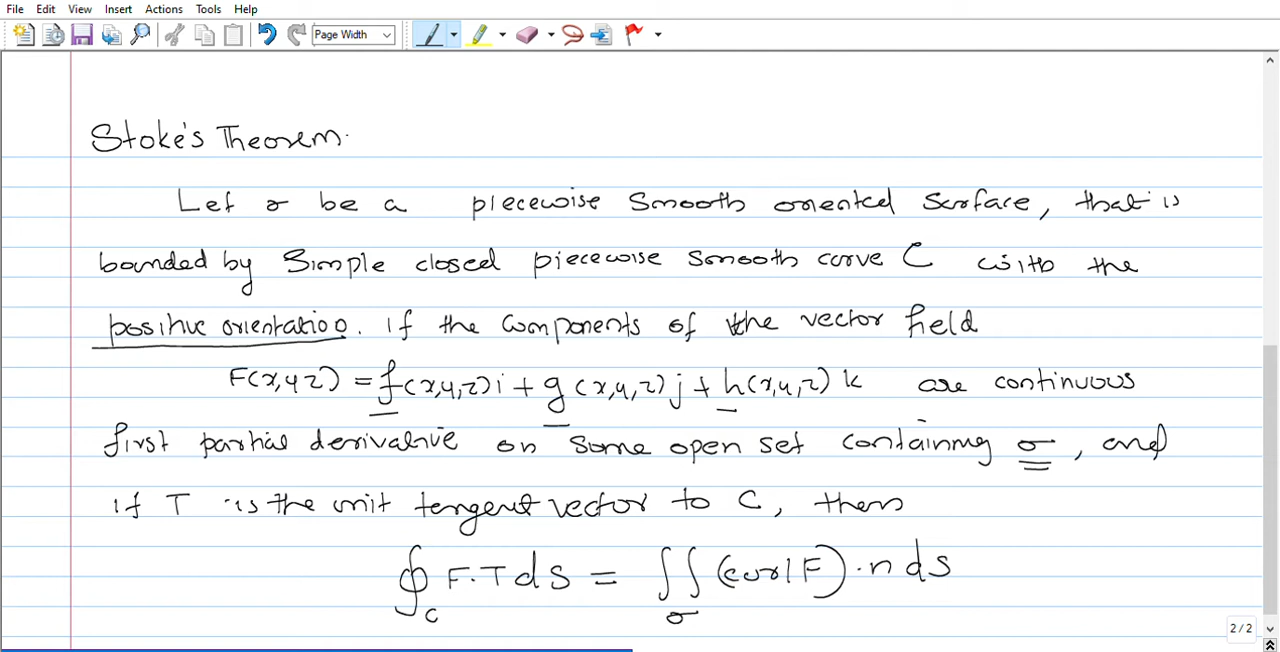 File Edit View Insert Actions Tools Help
Page Width
Stoke's Theorem.
Let σ be a piecewise smooth oriented surface, that is
bounded by simple closed piecewise smooth curve C with the
positive orientation. If the components of the vector field
F(x,y,z) = f(x,y,z)i + g(x,y,z)j + h(x,y,z)k are continuous
first partial derivative on some open set containing σ, and
if T is the unit tangent vector to C, then
∮_C F·T dS = ∬_σ (curl F)·n dS
2/2